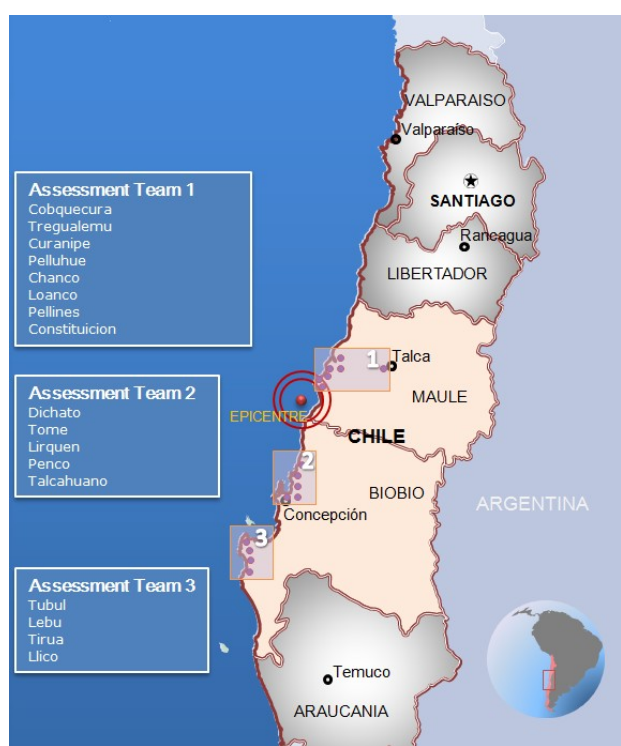 VALPARAISO
Valparaíso
SANTIAGO
Rancagua
LIBERTADOR
Assessment Team 1
Cobquecura
Tregualemu
Curanipe
Pelluhue
Chanco
Loanco
Pellines
Constituicion
1
Talca
MAULE
EPICENTRE
CHILE
Assessment Team 2
Dichato
Tome
Lirquen
Penco
Talcahuano
2
BIOBIO
ARGENTINA
Concepción
3
Assessment Team 3
Tubul
Lebu
Tirua
Llico
Temuco
ARAUCANIA